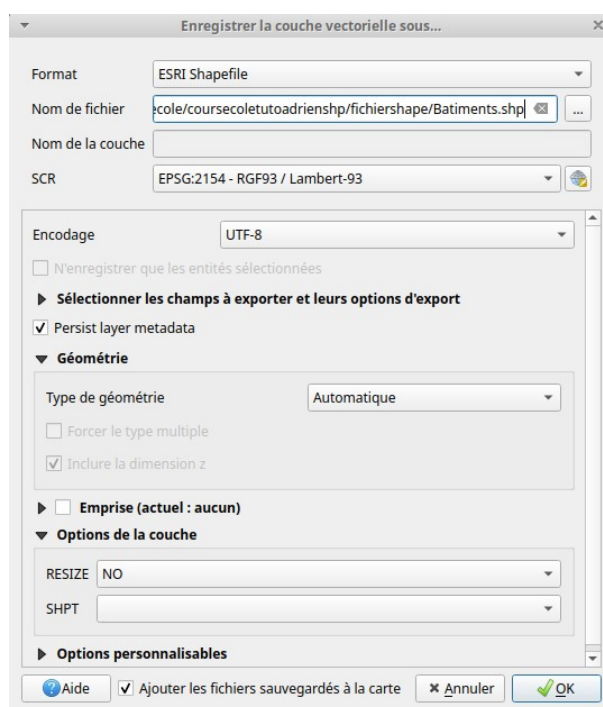 Enregistrer la couche vectorielle sous...
Format ESRI Shapefile
Nom de fichier cole/coursecoletutoadrienshp/fichiershape/Batiments.shp ...
Nom de la couche
SCR EPSG:2154 - RGF93 / Lambert-93
Encodage UTF-8
N'enregistrer que les entités sélectionnées
Sélectionner les champs à exporter et leurs options d'export
Persist layer metadata
Géométrie
Type de géométrie Automatique
Forcer le type multiple
Inclure la dimension z
Emprise (actuel : aucun)
Options de la couche
RESIZE NO
SHPT
Options personnalisables
Aide Ajouter les fichiers sauvegardés à la carte Annuler OK